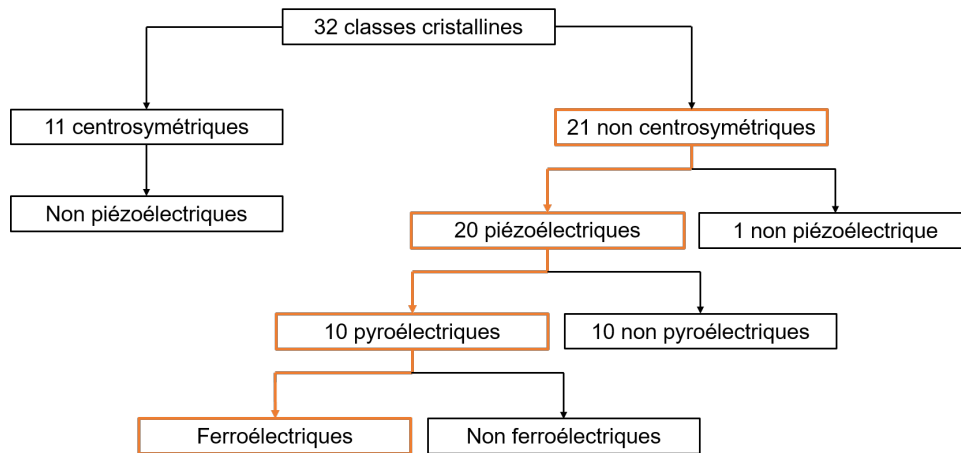 32 classes cristallines
11 centrosymétriques
21 non centrosymétriques
Non piézoélectriques
20 piézoélectriques
1 non piézoélectrique
10 pyroélectriques
10 non pyroélectriques
Ferroélectriques
Non ferroélectriques